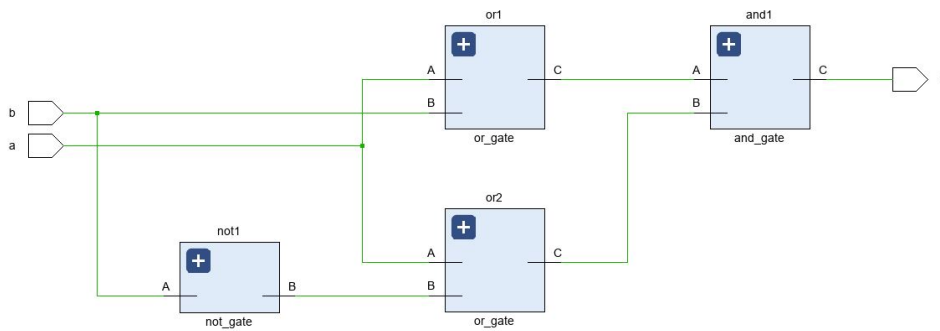 or1
and1
A
C
A
C
b
B
B
a
or_gate
and_gate
or2
not1
A
C
A
B
B
not_gate
or_gate